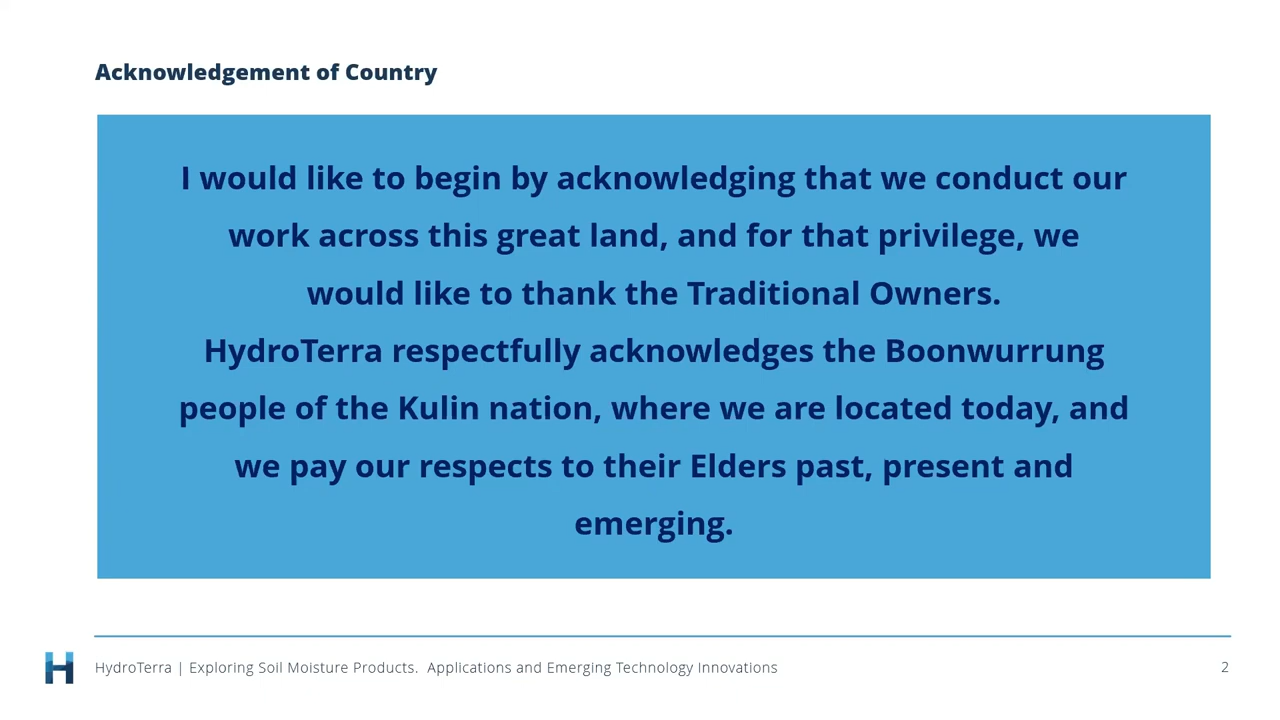 Acknowledgement of Country
I would like to begin by acknowledging that we conduct our
work across this great land, and for that privilege, we
would like to thank the Traditional Owners.
HydroTerra respectfully acknowledges the Boonwurrung
people of the Kulin nation, where we are located today, and
we pay our respects to their Elders past, present and
emerging.
HydroTerra | Exploring Soil Moisture Products.  Applications and Emerging Technology Innovations
2